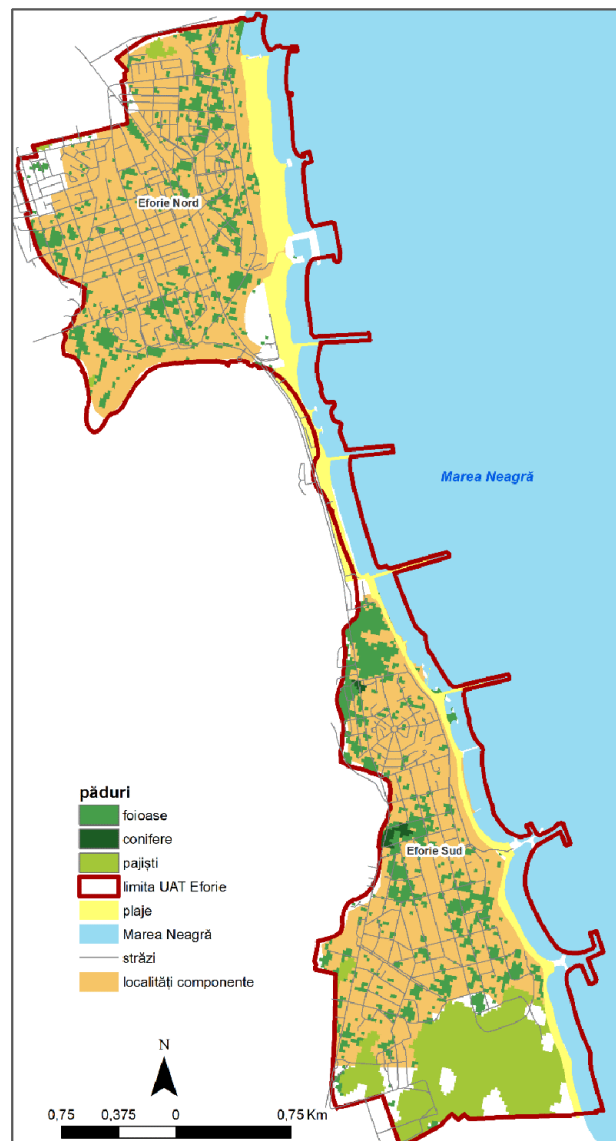 Eforie Nord
Marea Neagră
Eforie Sud
păduri
foioase
conifere
pajiști
limita UAT Eforie
plaje
Marea Neagră
străzi
localități componente
N
0,75 0,375 0 0,75 Km